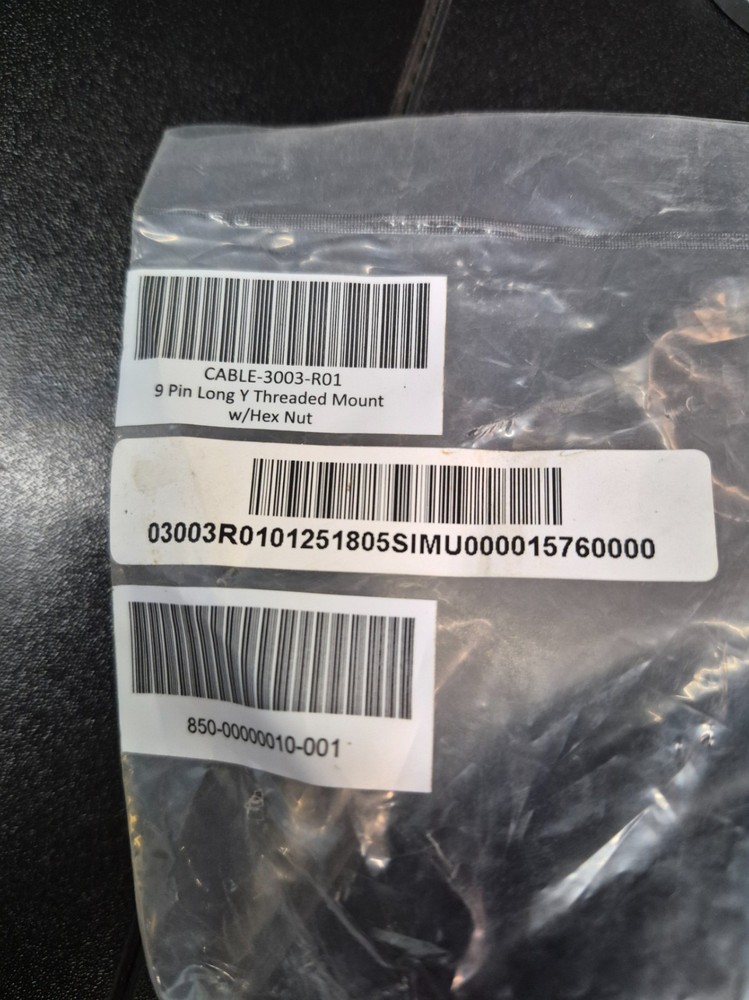 CABLE-3003-R01
9 Pin Long Y Threaded Mount
w/Hex Nut
03003R0101251805SIMU000015760000
850-00000010-001